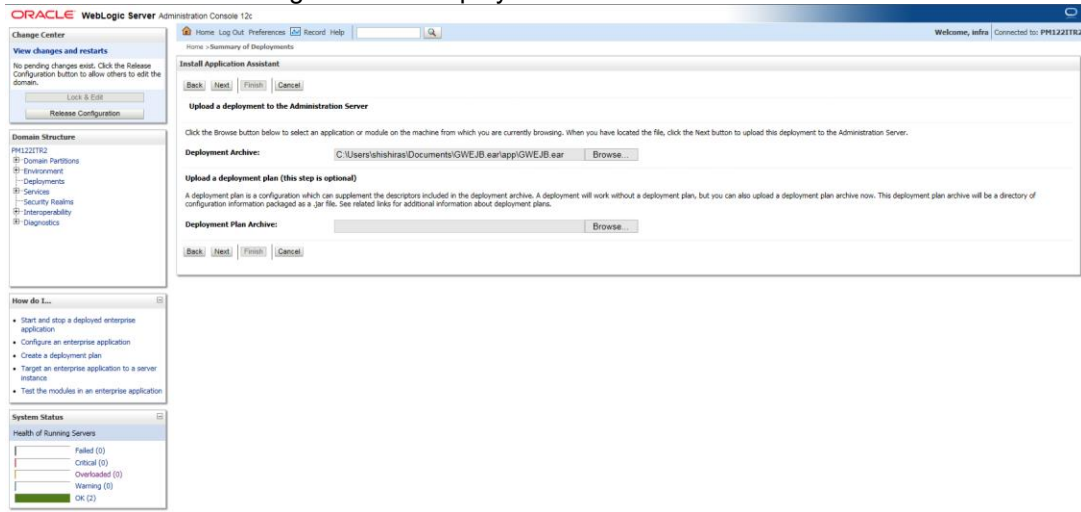 ORACLE WebLogic Server Administration Console 12c
Change Center
View changes and restarts
No pending changes exist. Click the Release
Configuration button to allow others to edit the
domain.
Lock & Edit
Release Configuration
Domain Structure
PM122ITR2
Domain Partitions
Environment
Deployments
Services
Security Realms
Interoperability
Diagnostics
How do I...
Start and stop a deployed enterprise
application
Configure an enterprise application
Create a deployment plan
Target an enterprise application to a server
instance
Test the modules in an enterprise application
System Status
Health of Running Servers
Failed (0)
Critical (0)
Overloaded (0)
Warning (0)
OK (2)
Home Log Out Preferences Record Help
Welcome, infra Connected to: PM122ITR2
Home >Summary of Deployments
Install Application Assistant
Back Next Finish Cancel
Upload a deployment to the Administration Server
Click the Browse button below to select an application or module on the machine from which you are currently browsing. When you have located the file, click the Next button to upload this deployment to the Administration Server.
Deployment Archive: C:\Users\shishiras\Documents\GWEJB.ear\app\GWEJB.ear Browse...
Upload a deployment plan (this step is optional)
A deployment plan is a configuration which can supplement the descriptors included in the deployment archive. A deployment will work without a deployment plan, but you can also upload a deployment plan archive now. This deployment plan archive will be a directory of
configuration information packaged as a .jar file. See related links for additional information about deployment plans.
Deployment Plan Archive: Browse...
Back Next Finish Cancel